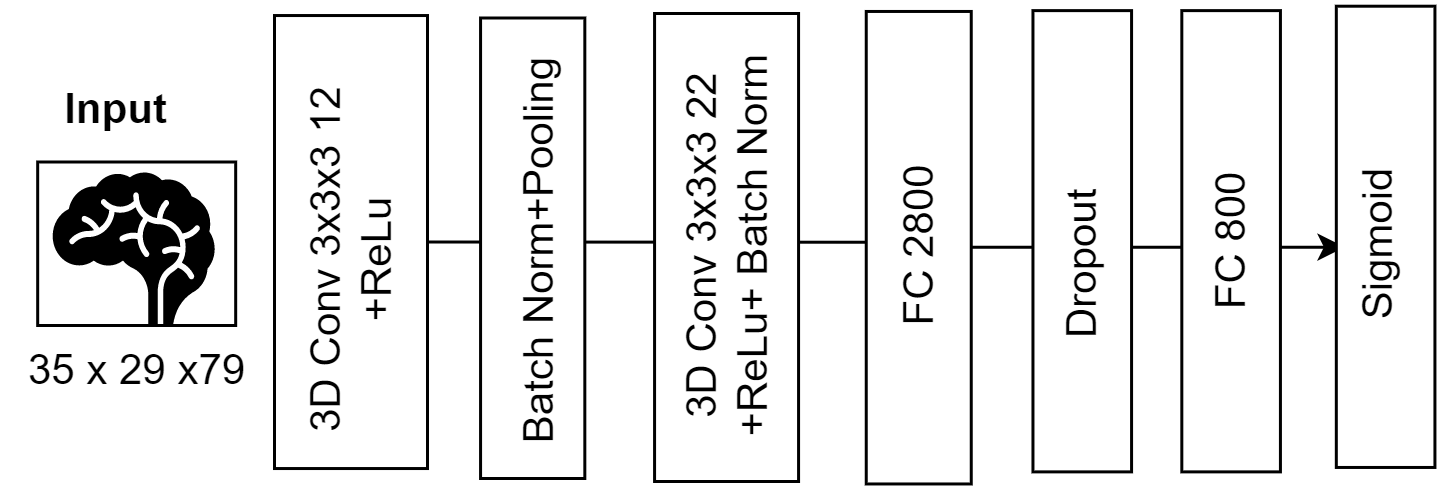 Input
35 x 29 x79
3D Conv 3x3x3 12
+ReLu
Batch Norm+Pooling
3D Conv 3x3x3 22
+ReLu+ Batch Norm
FC 2800
Dropout
FC 800
Sigmoid